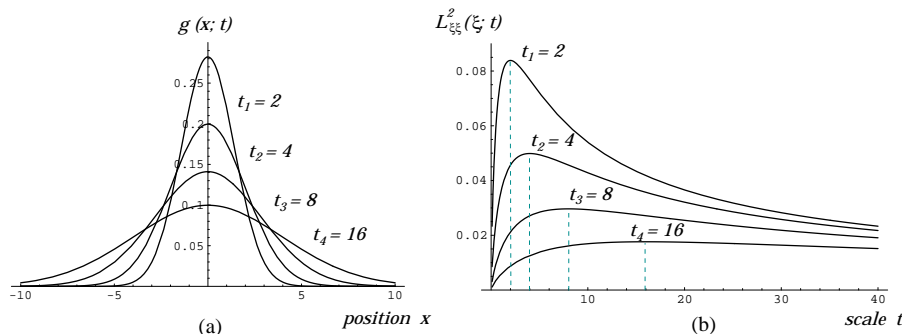 g (x; t)
0.25
0.2
0.15
0.1
0.05
t1 = 2
t2 = 4
t3 = 8
t4 = 16
-10 -5 5 10
(a) position x
L²ξξ(ξ; t)
0.08
0.06
0.04
0.02
t1 = 2
t2 = 4
t3 = 8
t4 = 16
10 20 30 40
(b) scale t